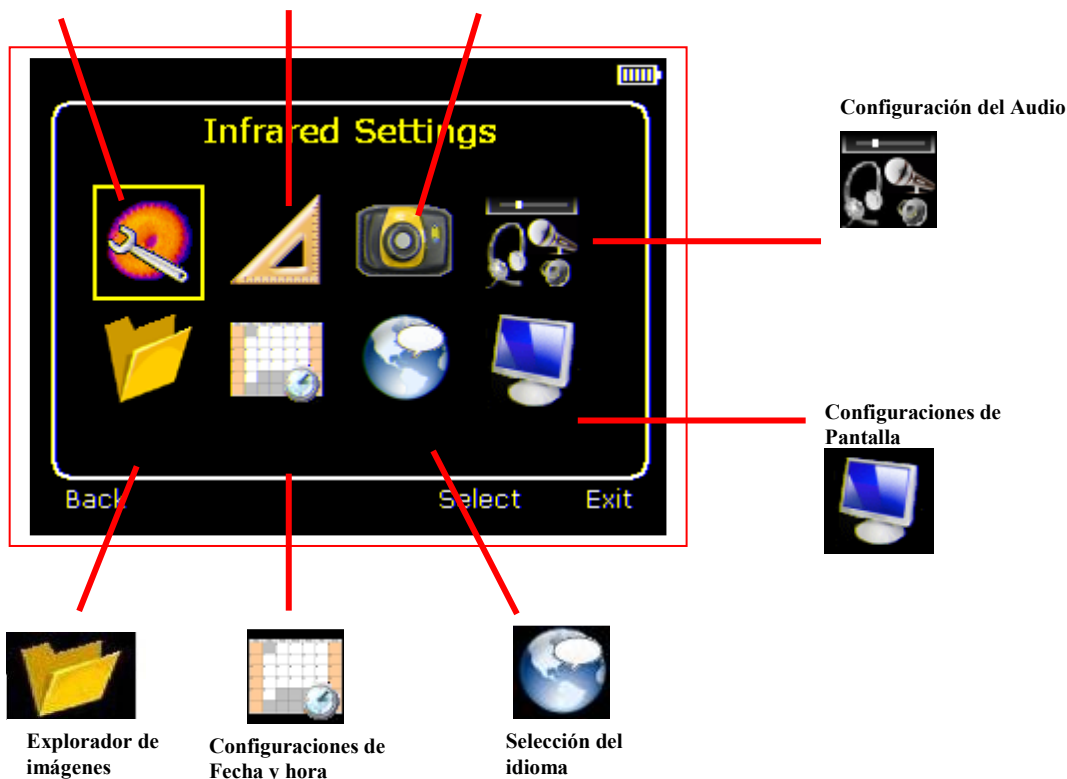 Configuración del Audio
Infrared Settings
Configuraciones de
Pantalla
Back
Select
Exit
Explorador de
imágenes
Configuraciones de
Fecha y hora
Selección del
idioma